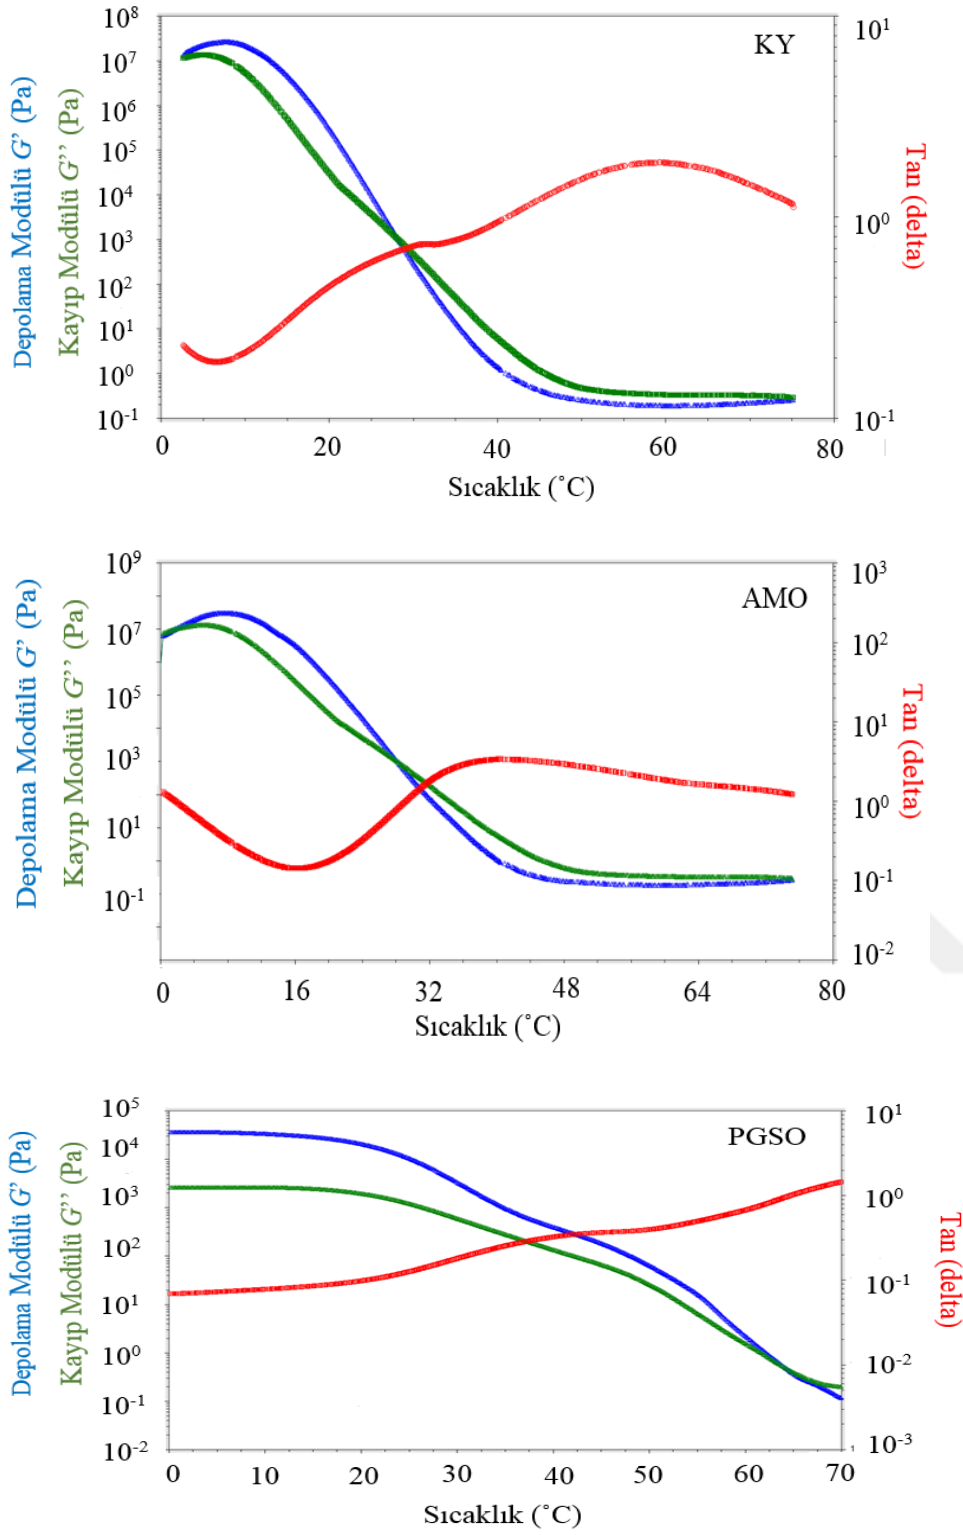 KY
Depolama Modülü G’ (Pa)
Kayıp Modülü G’’ (Pa)
10⁸
10⁷
10⁶
10⁵
10⁴
10³
10²
10¹
10⁰
10⁻¹
10¹
10⁰
10⁻¹
Tan (delta)
0 20 40 60 80
Sıcaklık (˚C)
AMO
Depolama Modülü G’ (Pa)
Kayıp Modülü G’’ (Pa)
10⁹
10⁷
10⁵
10³
10¹
10⁻¹
10³
10²
10¹
10⁰
10⁻¹
10⁻²
Tan (delta)
0 16 32 48 64 80
Sıcaklık (˚C)
PGSO
Depolama Modülü G’ (Pa)
Kayıp Modülü G’’ (Pa)
10⁵
10⁴
10³
10²
10¹
10⁰
10⁻¹
10⁻²
10¹
10⁰
10⁻¹
10⁻²
10⁻³
Tan (delta)
0 10 20 30 40 50 60 70
Sıcaklık (˚C)